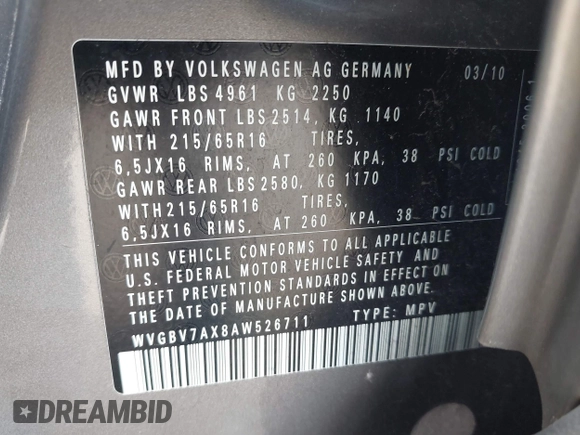 MFD BY VOLKSWAGEN AG GERMANY 03/10
GVWR LBS 4961 KG 2250
GAWR FRONT LBS 2514, KG 1140
WITH 215/65R16 TIRES,
6,5JX16 RIMS, AT 260 KPA, 38 PSI COLD
GAWR REAR LBS 2580, KG 1170
WITH 215/65R16 TIRES,
6,5JX16 RIMS, AT 260 KPA, 38 PSI COLD
THIS VEHICLE CONFORMS TO ALL APPLICABLE
U.S. FEDERAL MOTOR VEHICLE SAFETY AND
THEFT PREVENTION STANDARDS IN EFFECT ON
THE DATE OF MANUFACTURE SHOWN ABOVE.
WVGBV7AX8AW526711 TYPE: MPV
DREAMBID